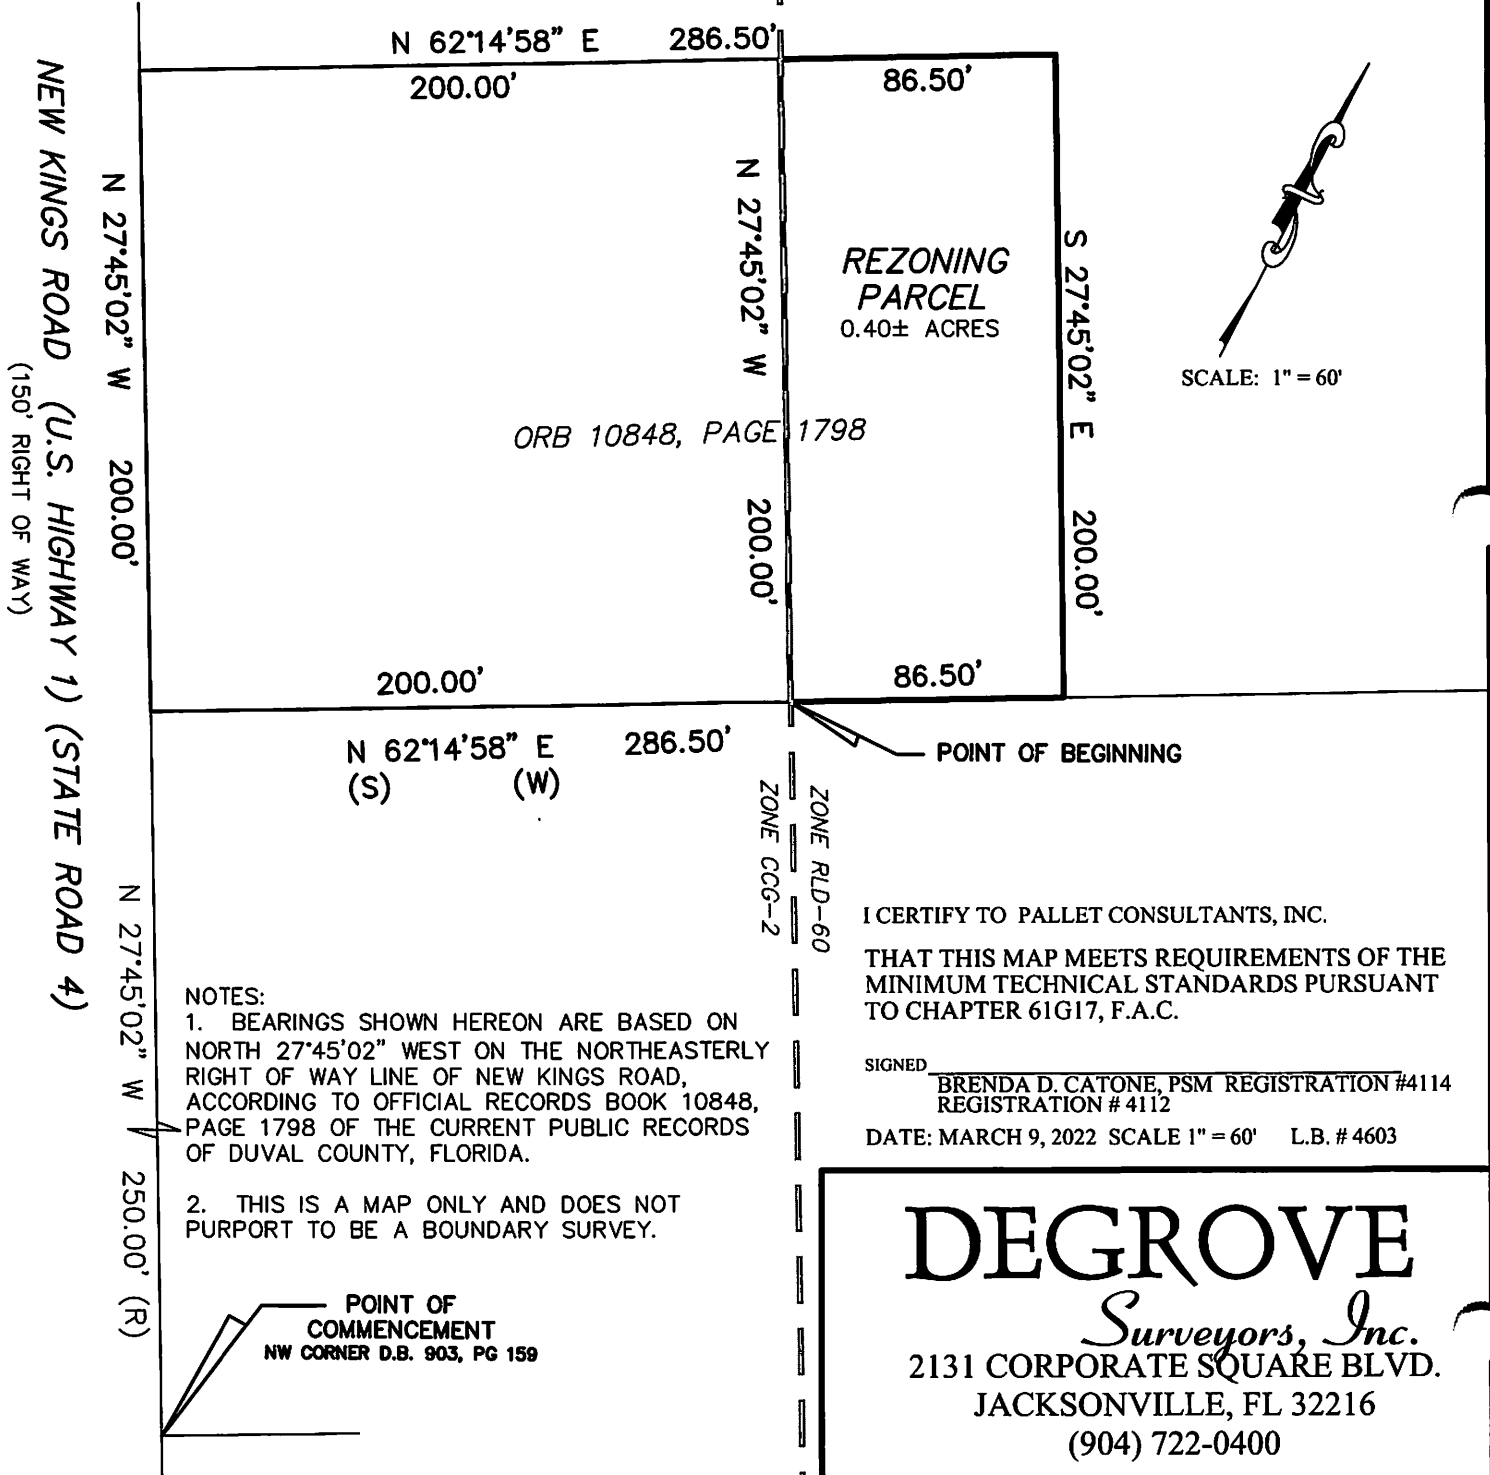 N 62°14'58" E 286.50'
200.00'
86.50'
NEW KINGS ROAD (U.S. HIGHWAY 1) (STATE ROAD 4)
(150' RIGHT OF WAY)
N 27°45'02" W 200.00'
N 27°45'02" W 200.00'
REZONING
PARCEL
0.40± ACRES
S 27°45'02" E 200.00'
SCALE: 1" = 60'
ORB 10848, PAGE 1798
200.00'
86.50'
N 62°14'58" E 286.50'
(S) (W)
POINT OF BEGINNING
ZONE CCG-2
ZONE RLD-60
N 27°45'02" W 250.00' (R)
NOTES:
1. BEARINGS SHOWN HEREON ARE BASED ON
NORTH 27°45'02" WEST ON THE NORTHEASTERLY
RIGHT OF WAY LINE OF NEW KINGS ROAD,
ACCORDING TO OFFICIAL RECORDS BOOK 10848,
PAGE 1798 OF THE CURRENT PUBLIC RECORDS
OF DUVAL COUNTY, FLORIDA.
2. THIS IS A MAP ONLY AND DOES NOT
PURPORT TO BE A BOUNDARY SURVEY.
POINT OF
COMMENCEMENT
NW CORNER D.B. 903, PG 159
I CERTIFY TO PALLET CONSULTANTS, INC.
THAT THIS MAP MEETS REQUIREMENTS OF THE
MINIMUM TECHNICAL STANDARDS PURSUANT
TO CHAPTER 61G17, F.A.C.
SIGNED
BRENDA D. CATONE, PSM REGISTRATION #4114
REGISTRATION # 4112
DATE: MARCH 9, 2022 SCALE 1" = 60' L.B. # 4603
DEGROVE
Surveyors, Inc.
2131 CORPORATE SQUARE BLVD.
JACKSONVILLE, FL 32216
(904) 722-0400